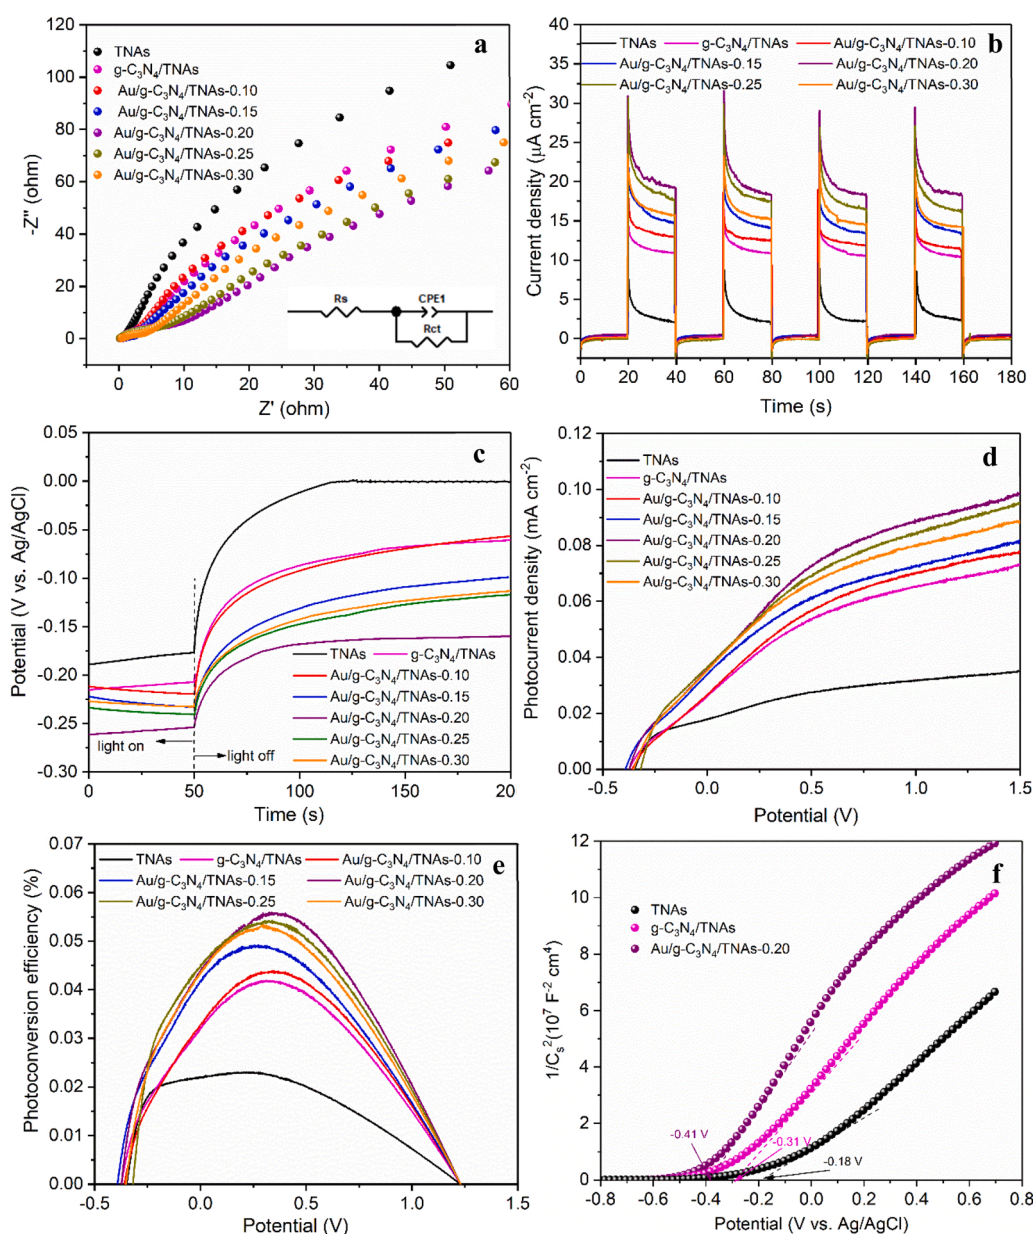 a
-120
-100
-80
-60
-40
-20
0
-Z'' (ohm)
TNAs
g-C₃N₄/TNAs
Au/g-C₃N₄/TNAs-0.10
Au/g-C₃N₄/TNAs-0.15
Au/g-C₃N₄/TNAs-0.20
Au/g-C₃N₄/TNAs-0.25
Au/g-C₃N₄/TNAs-0.30
Rs CPE1
Rct
0 10 20 30 40 50 60
Z' (ohm)
b
40
35
30
25
20
15
10
5
0
Current density (µA cm⁻²)
TNAs g-C₃N₄/TNAs Au/g-C₃N₄/TNAs-0.10
Au/g-C₃N₄/TNAs-0.15 Au/g-C₃N₄/TNAs-0.20
Au/g-C₃N₄/TNAs-0.25 Au/g-C₃N₄/TNAs-0.30
0 20 40 60 80 100 120 140 160 180
Time (s)
c
0.05
0.00
-0.05
-0.10
-0.15
-0.20
-0.25
-0.30
Potential (V vs. Ag/AgCl)
TNAs g-C₃N₄/TNAs
Au/g-C₃N₄/TNAs-0.10
Au/g-C₃N₄/TNAs-0.15
Au/g-C₃N₄/TNAs-0.20
Au/g-C₃N₄/TNAs-0.25
Au/g-C₃N₄/TNAs-0.30
light on
light off
0 50 100 150 20
Time (s)
d
0.12
0.10
0.08
0.06
0.04
0.02
0.00
Photocurrent density (mA cm⁻²)
TNAs
g-C₃N₄/TNAs
Au/g-C₃N₄/TNAs-0.10
Au/g-C₃N₄/TNAs-0.15
Au/g-C₃N₄/TNAs-0.20
Au/g-C₃N₄/TNAs-0.25
Au/g-C₃N₄/TNAs-0.30
-0.5 0.0 0.5 1.0 1.5
Potential (V)
e
0.07
0.06
0.05
0.04
0.03
0.02
0.01
0.00
Photoconversion efficiency (%)
TNAs g-C₃N₄/TNAs Au/g-C₃N₄/TNAs-0.10
Au/g-C₃N₄/TNAs-0.15 Au/g-C₃N₄/TNAs-0.20
Au/g-C₃N₄/TNAs-0.25 Au/g-C₃N₄/TNAs-0.30
-0.5 0.0 0.5 1.0 1.5
Potential (V)
f
12
10
8
6
4
2
0
1/Cₛ² (10⁷ F⁻² cm⁴)
TNAs
g-C₃N₄/TNAs
Au/g-C₃N₄/TNAs-0.20
-0.41 V
-0.31 V
-0.18 V
-0.8 -0.6 -0.4 -0.2 0.0 0.2 0.4 0.6 0.8
Potential (V vs. Ag/AgCl)